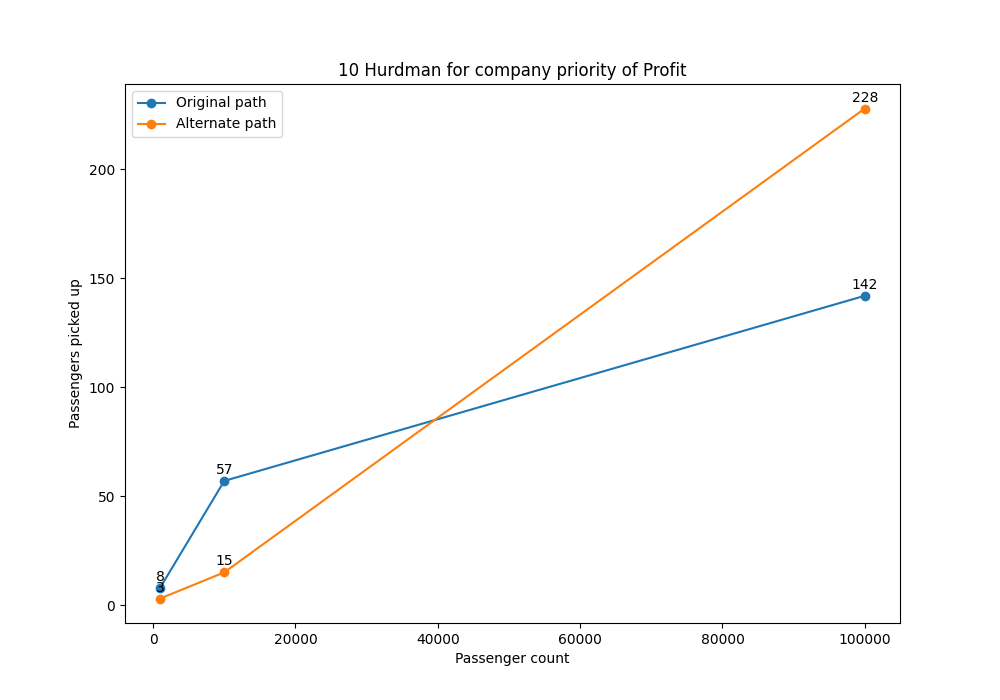 10 Hurdman for company priority of Profit
Original path
Alternate path
228
200
150
142
Passengers picked up
100
57
50
15
8
3
0
0 20000 40000 60000 80000 100000
Passenger count